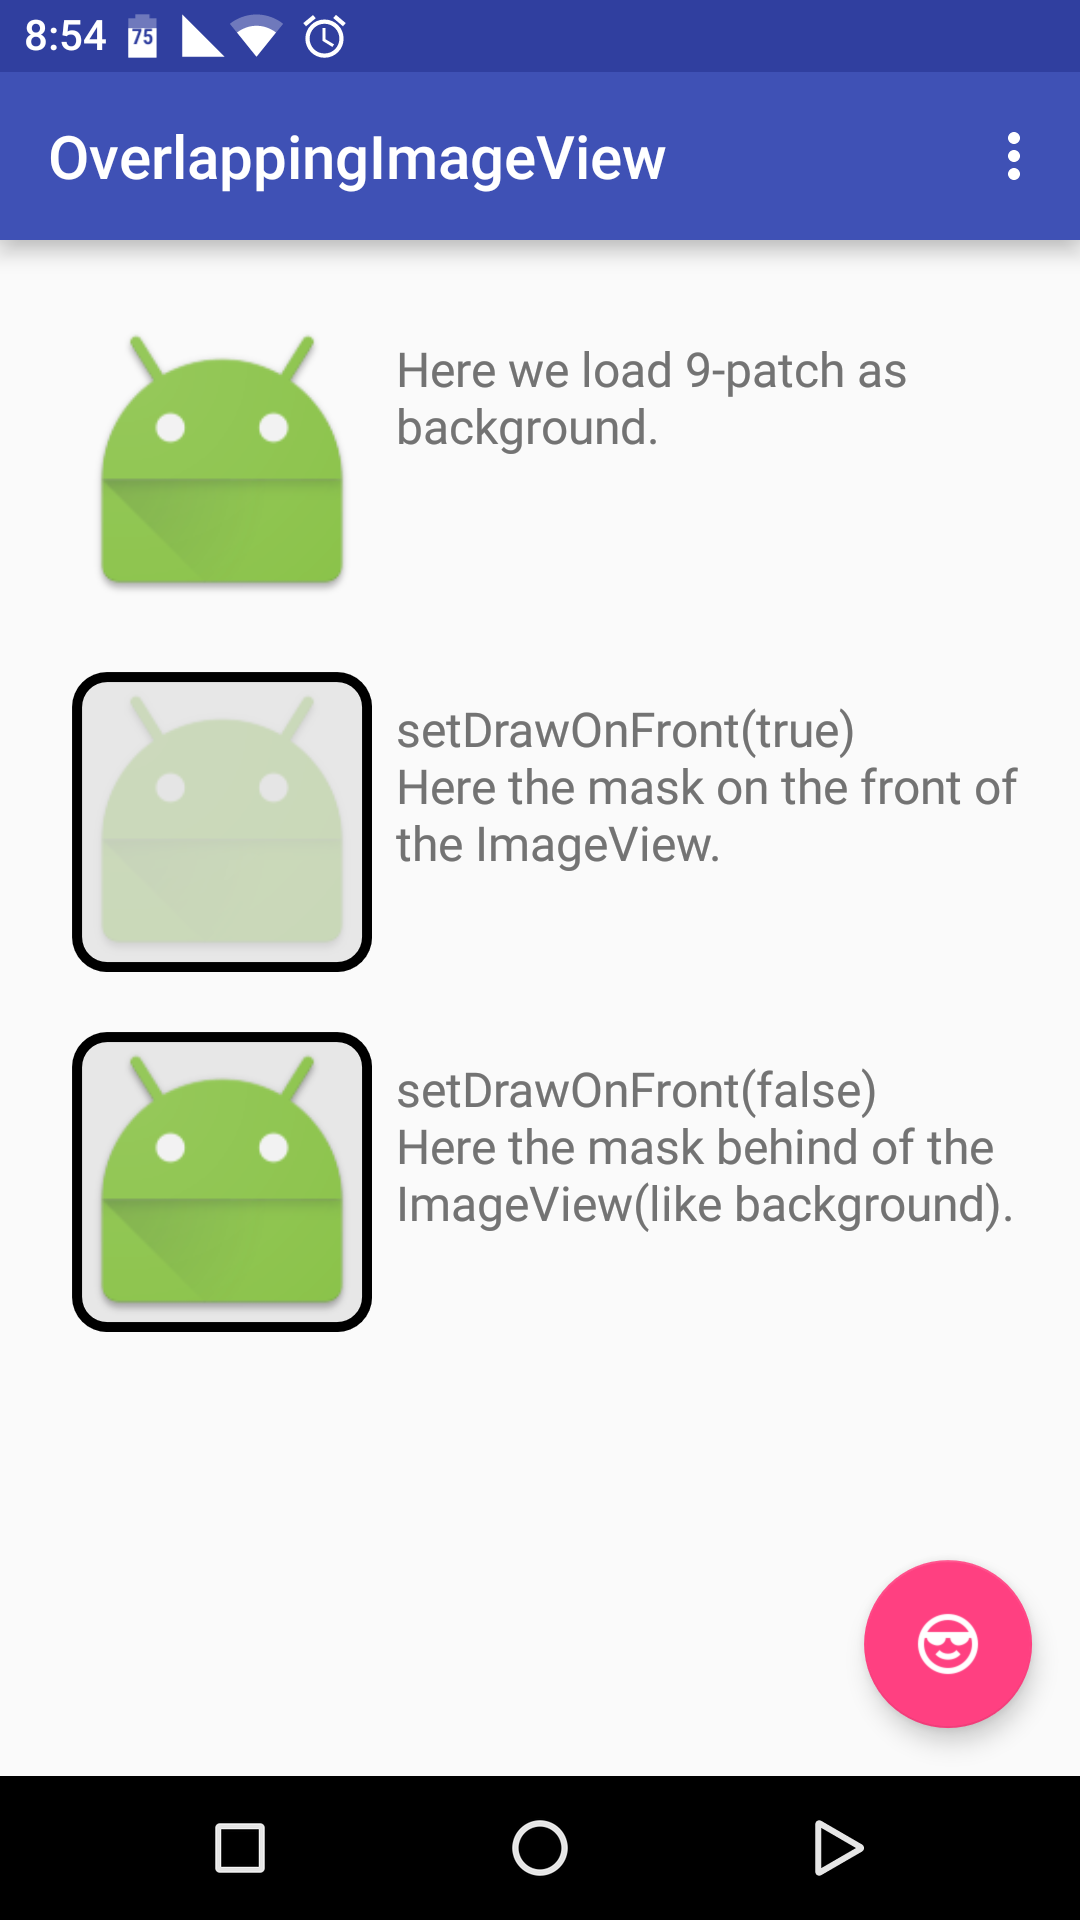 8:54 75
OverlappingImageView
Here we load 9-patch as
background.
setDrawOnFront(true)
Here the mask on the front of
the ImageView.
setDrawOnFront(false)
Here the mask behind of the
ImageView(like background).